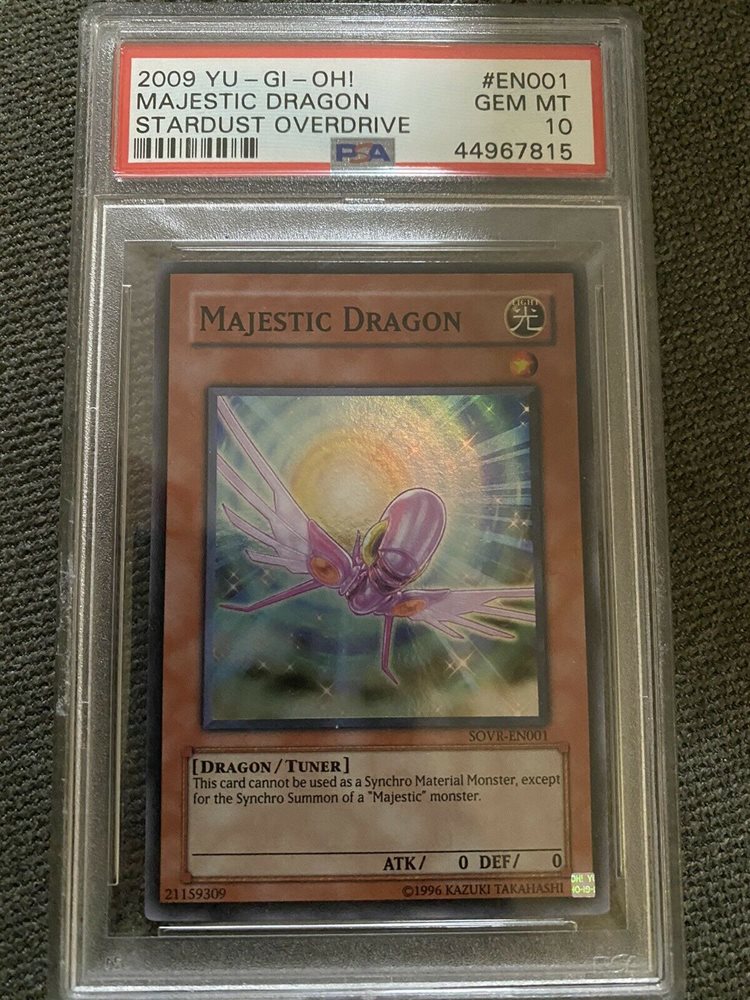 2009 YU-GI-OH! #EN001
MAJESTIC DRAGON GEM MT
STARDUST OVERDRIVE 10
PSA 44967815
MAJESTIC DRAGON
LIGHT
光
SOVR-EN001
[DRAGON/TUNER]
This card cannot be used as a Synchro Material Monster, except
for the Synchro Summon of a "Majestic" monster.
ATK/ 0 DEF/ 0
21159309 ©1996 KAZUKI TAKAHASHI